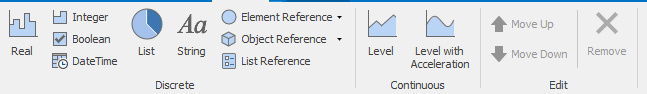 Real
Integer
Boolean
DateTime
List
Aa
String
Element Reference
Object Reference
List Reference
Discrete
Level
Level with
Acceleration
Continuous
Move Up
Move Down
Remove
Edit